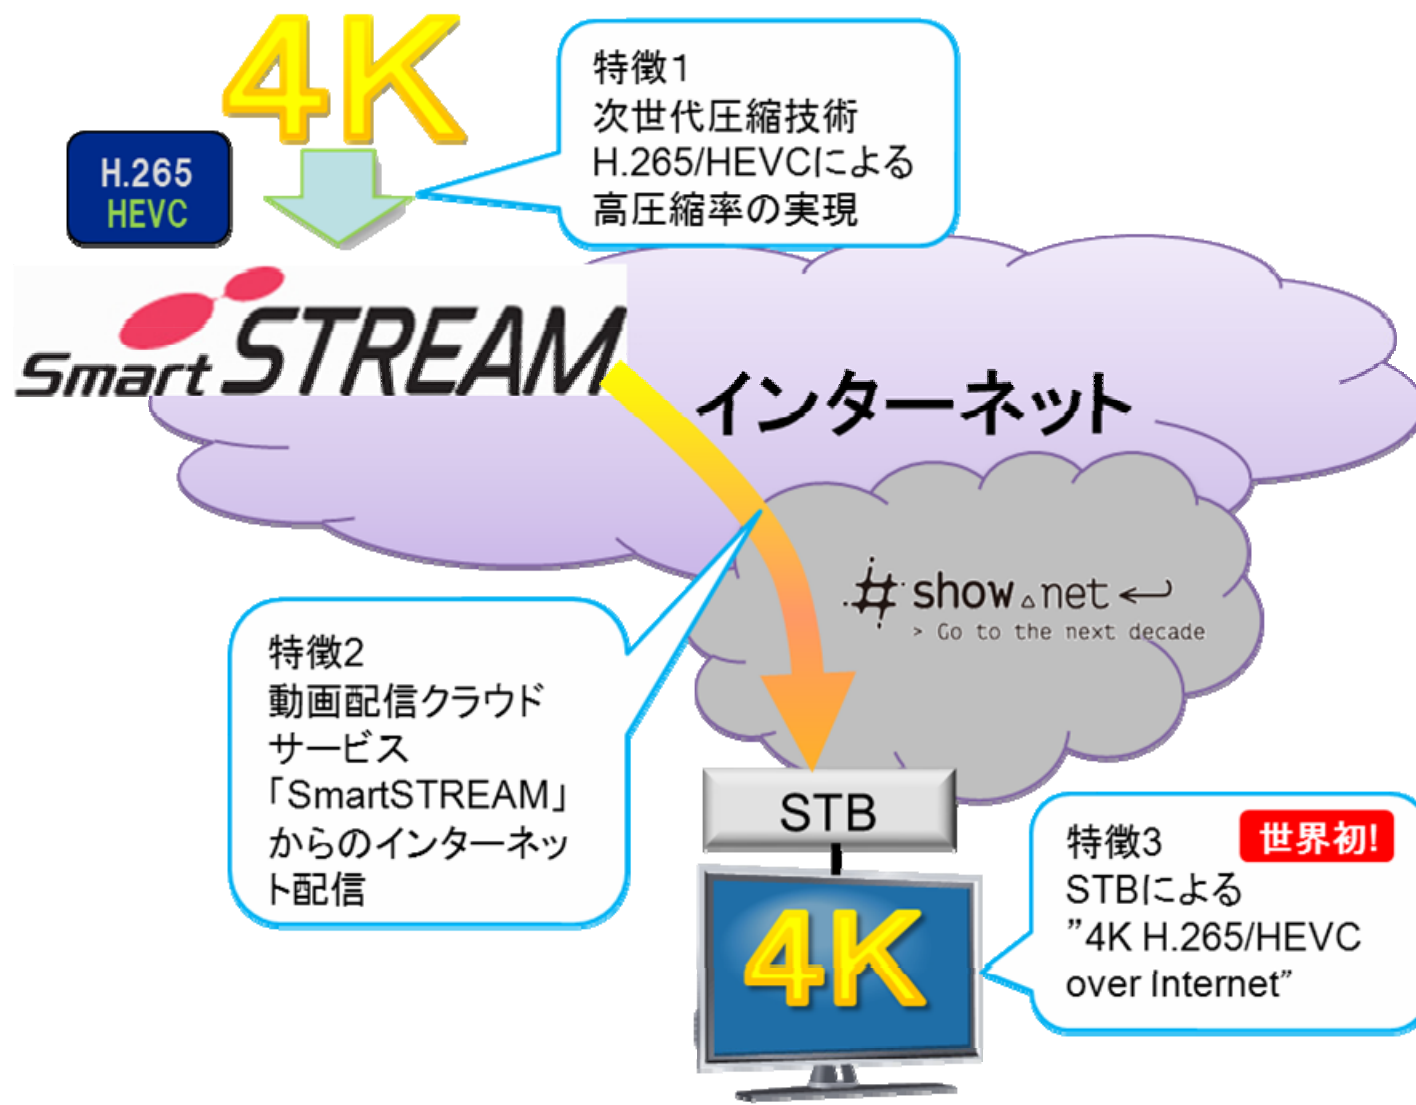 4K
特徴1
次世代圧縮技術
H.265/HEVCによる
高圧縮率の実現
H.265
HEVC
Smart STREAM
インターネット
#show△net↵
> Go to the next decade
特徴2
動画配信クラウド
サービス
「SmartSTREAM」
からのインターネッ
ト配信
STB
4K
特徴3
世界初!
STBによる
”4K H.265/HEVC
over Internet”